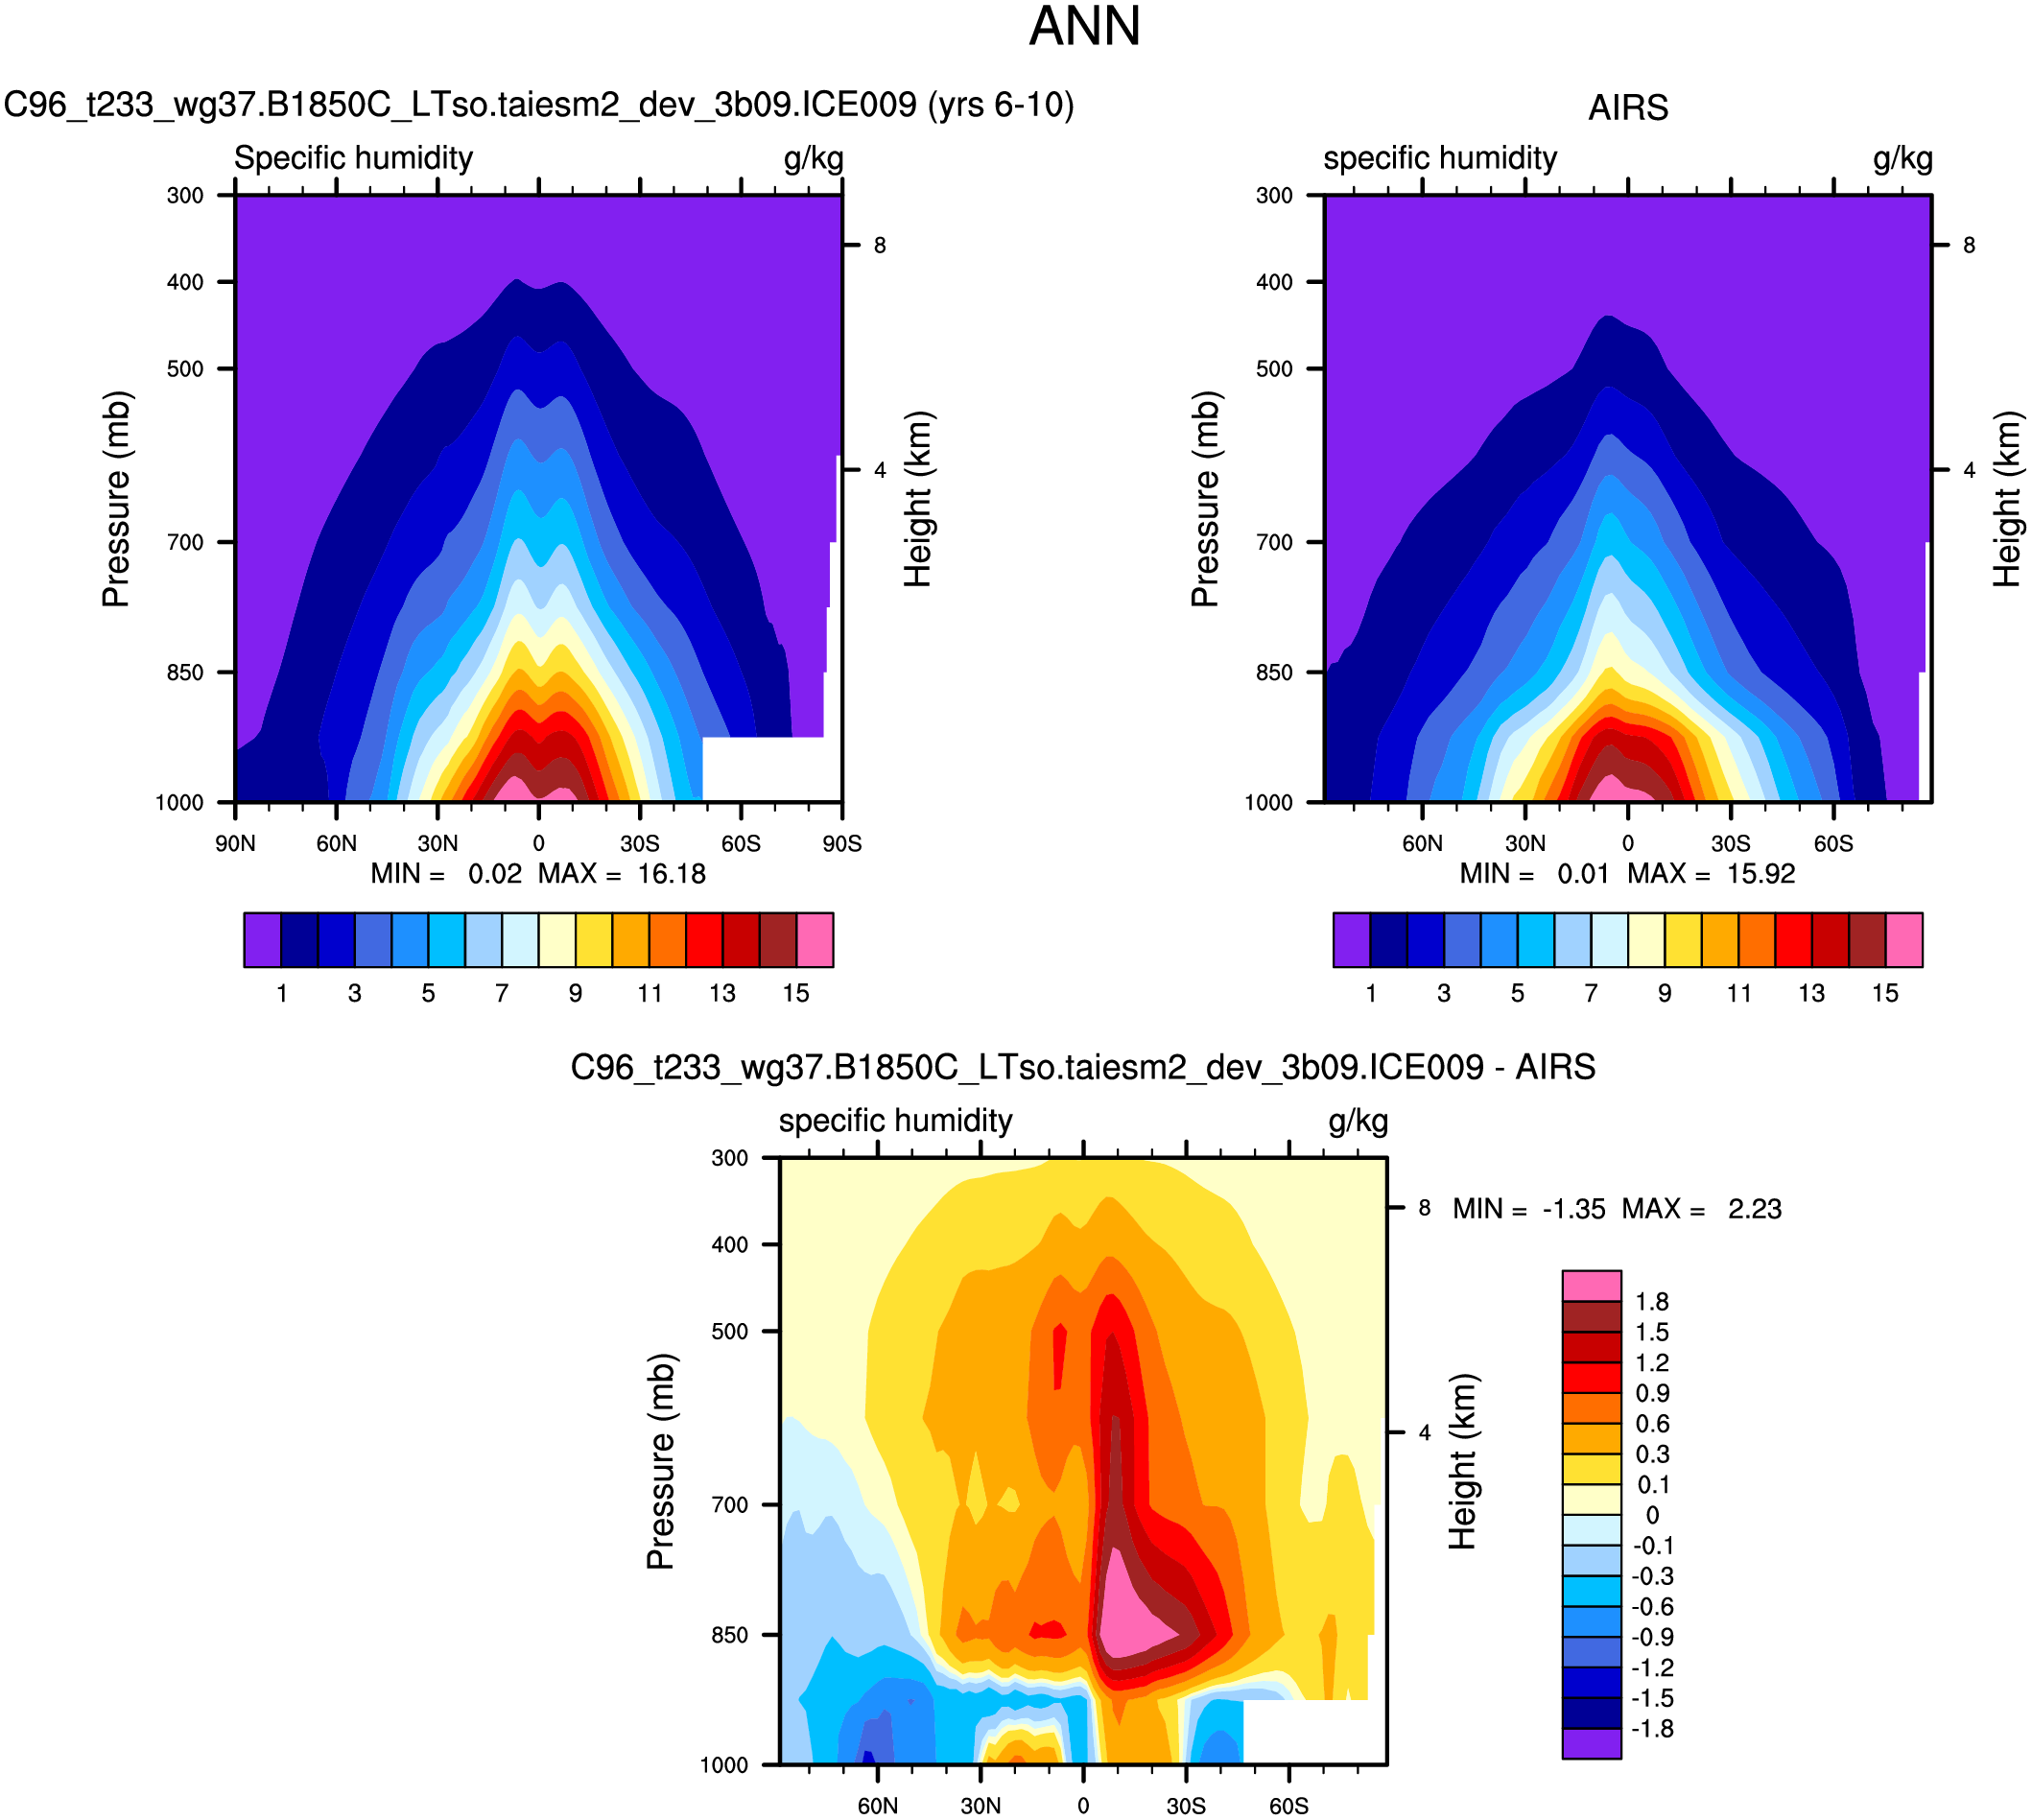 ANN
C96_t233_wg37.B1850C_LTso.taiesm2_dev_3b09.ICE009 (yrs 6-10)
Specific humidity g/kg
300
400
500
700
850
1000
Pressure (mb)
8
4
Height (km)
90N 60N 30N 0 30S 60S 90S
MIN = 0.02 MAX = 16.18
1 3 5 7 9 11 13 15
AIRS
specific humidity g/kg
300
400
500
700
850
1000
Pressure (mb)
8
4
Height (km)
60N 30N 0 30S 60S
MIN = 0.01 MAX = 15.92
1 3 5 7 9 11 13 15
C96_t233_wg37.B1850C_LTso.taiesm2_dev_3b09.ICE009 - AIRS
specific humidity g/kg
300
400
500
700
850
1000
Pressure (mb)
8
4
Height (km)
60N 30N 0 30S 60S
MIN = -1.35 MAX = 2.23
1.8
1.5
1.2
0.9
0.6
0.3
0.1
0
-0.1
-0.3
-0.6
-0.9
-1.2
-1.5
-1.8